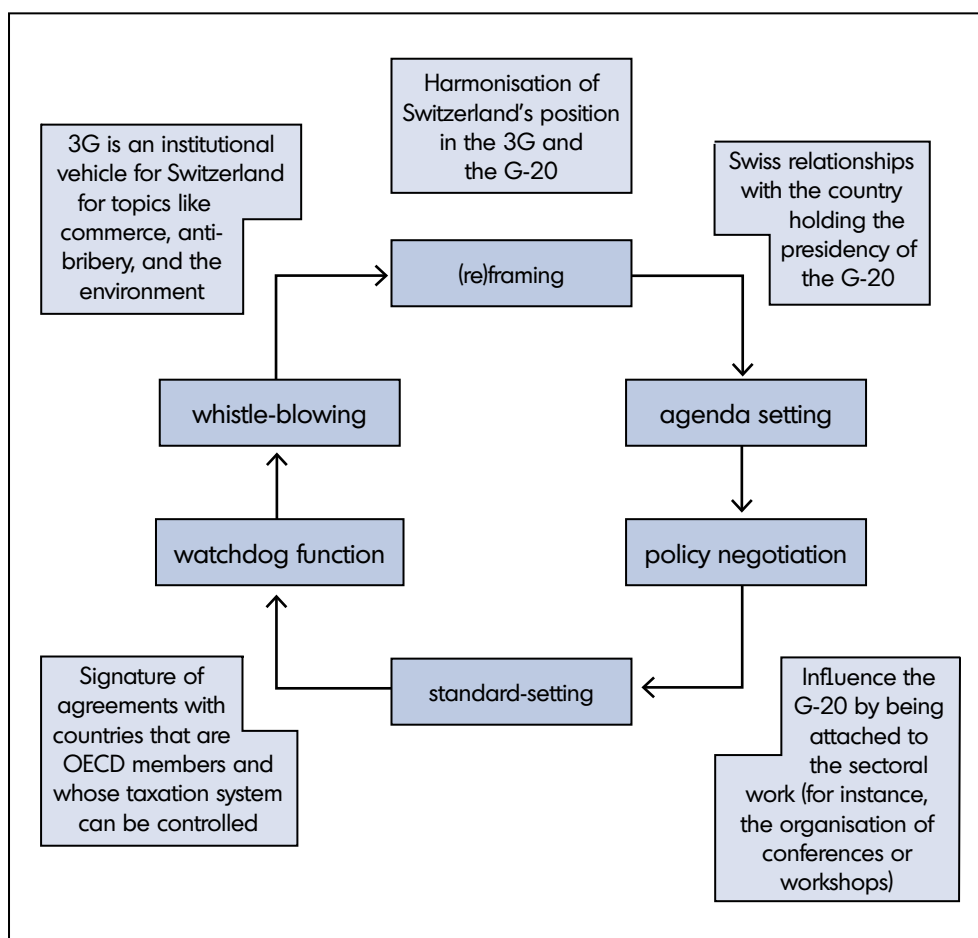 Harmonisation of
Switzerland's position
in the 3G and
the G-20
3G is an institutional
vehicle for Switzerland
for topics like
commerce, anti-
bribery, and the
environment
Swiss relationships
with the country
holding the
presidency of
the G-20
(re)framing
whistle-blowing
agenda setting
watchdog function
policy negotiation
standard-setting
Signature of
agreements with
countries that are
OECD members and
whose taxation system
can be controlled
Influence the
G-20 by being
attached to
the sectoral
work (for instance,
the organisation of
conferences or
workshops)